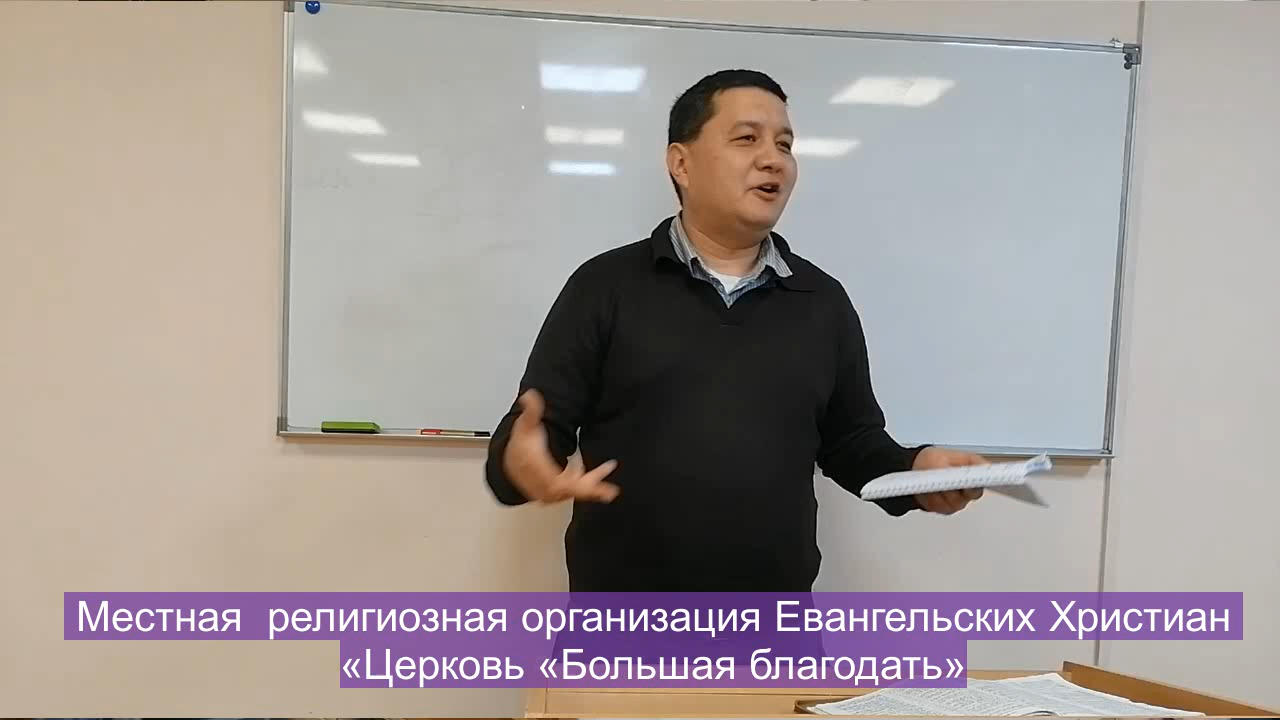 Местная  религиозная организация Евангельских Христиан
«Церковь «Большая благодать»